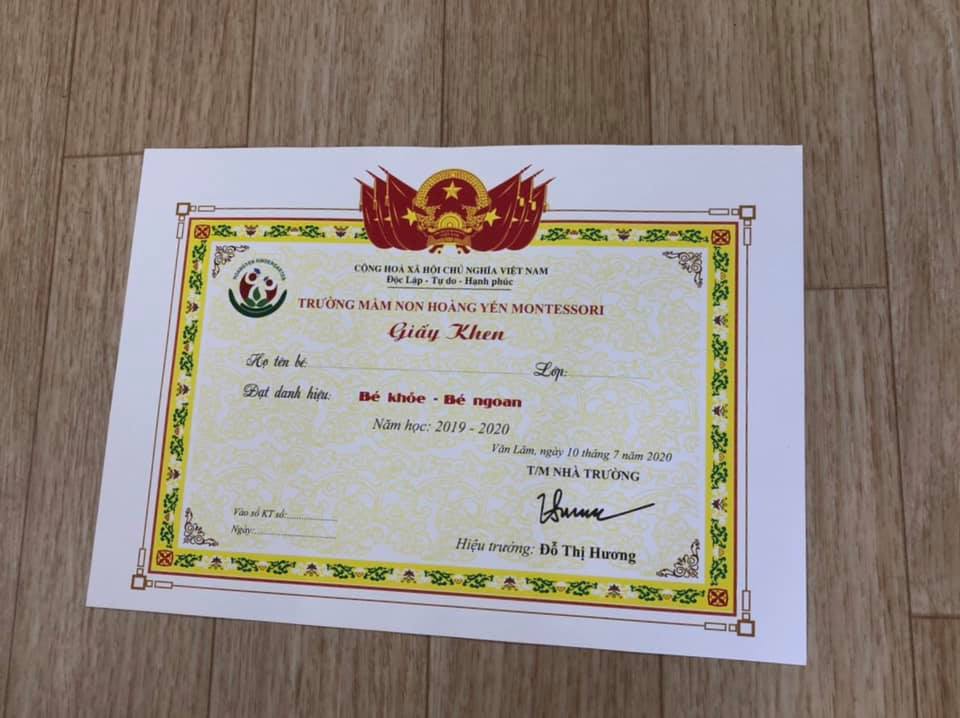 CỘNG HOÀ XÃ HỘI CHỦ NGHĨA VIỆT NAM
Độc Lập - Tự do - Hạnh phúc
TRƯỜNG MẦM NON HOÀNG YẾN MONTESSORI
Giấy Khen
Họ tên bé: Lớp:
Đạt danh hiệu: Bé khỏe - Bé ngoan
Năm học: 2019 - 2020
Văn Lâm, ngày 10 tháng 7 năm 2020
T/M NHÀ TRƯỜNG
Vào sổ KT số:
Ngày:
Hiệu trưởng: Đỗ Thị Hương